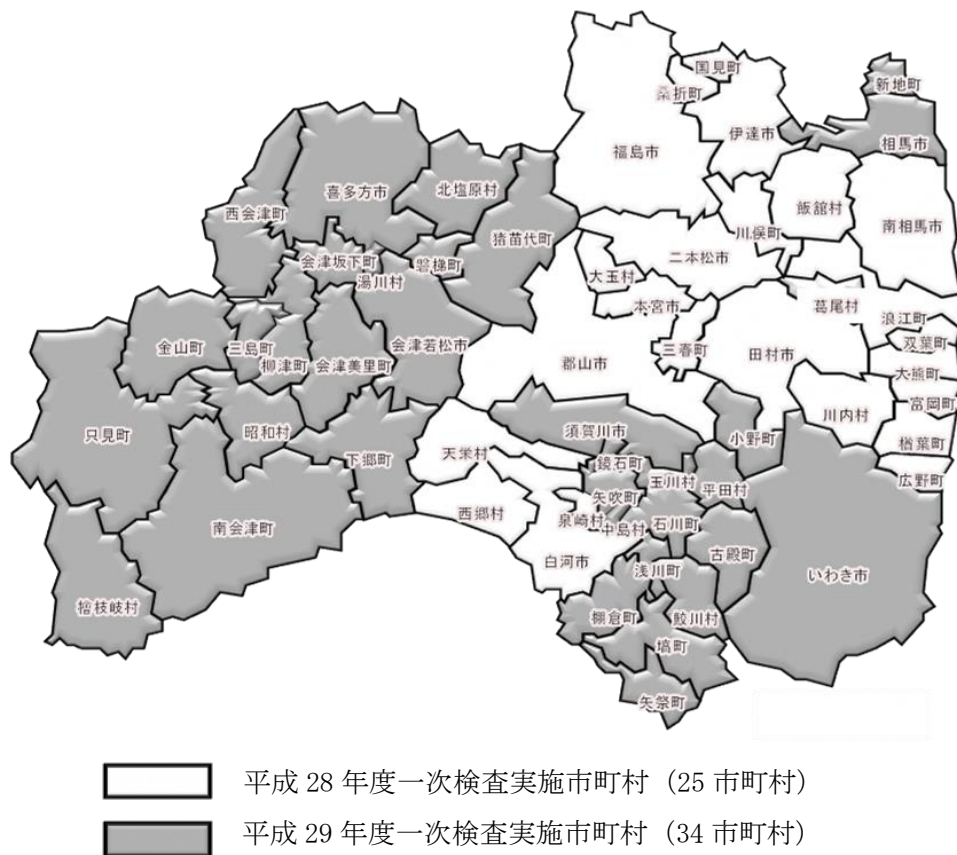 国見町
桑折町
新地町
伊達市
相馬市
福島市
喜多方市
北塩原村
飯舘村
西会津町
南相馬市
川俣町
猪苗代町
二本松市
会津坂下町
磐梯町
湯川村
大玉村
本宮市
葛尾村
浪江町
双葉町
金山町
三島町
会津若松市
三春町
田村市
柳津町
会津美里町
郡山市
大熊町
富岡町
川内村
只見町
昭和村
須賀川市
小野町
楢葉町
下郷町
天栄村
鏡石町
玉川村
平田村
広野町
矢吹町
西郷村
泉崎村
中島村
石川町
南会津町
古殿町
白河市
浅川町
いわき市
檜枝岐村
棚倉町
鮫川村
塙町
矢祭町
平成 28 年度一次検査実施市町村（25 市町村）
平成 29 年度一次検査実施市町村（34 市町村）